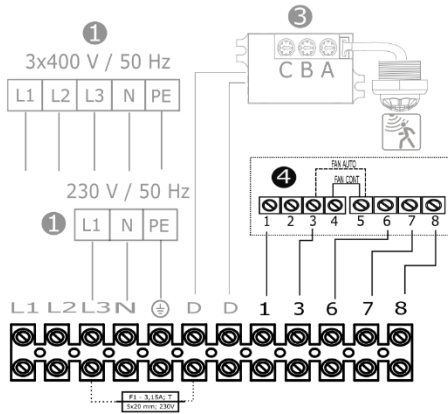 1
3x400 V / 50 Hz
L1 L2 L3 N PE
3
C B A
4
FAN AUTO
FAN CONT
1 2 3 4 5 6 7 8
230 V / 50 Hz
1
L1 N PE
L1 L2 L3 N D D 1 3 6 7 8
F1 - 3,15A; T
5x20 mm; 230V